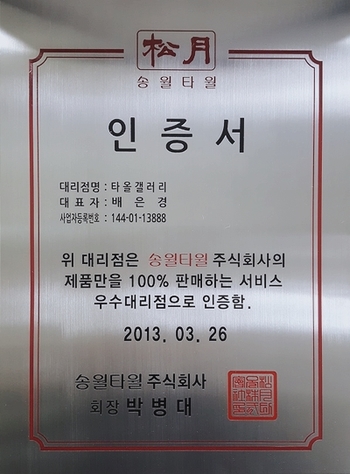 松月
송월타월
인증서
대리점명 : 타올갤러리
대표자 : 배은경
사업자등록번호 : 144-01-13888
위 대리점은 송월타월 주식회사의
제품만을 100% 판매하는 서비스
우수대리점으로 인증함.
2013. 03. 26
송월타월 주식회사
회장 박병대